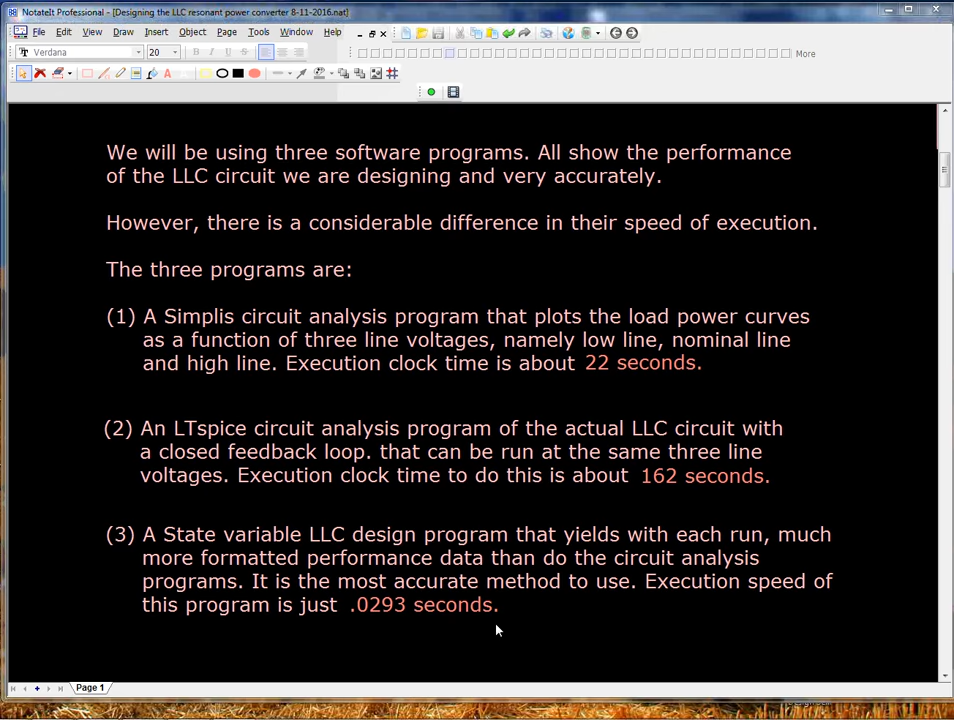 NotateIt Professional - [Designing the LLC resonant power converter 8-11-2016.nat]
File Edit View Draw Insert Object Page Tools Window Help
Verdana 20 B I U S More
We will be using three software programs. All show the performance
of the LLC circuit we are designing and very accurately.
However, there is a considerable difference in their speed of execution.
The three programs are:
(1) A Simplis circuit analysis program that plots the load power curves
as a function of three line voltages, namely low line, nominal line
and high line. Execution clock time is about 22 seconds.
(2) An LTspice circuit analysis program of the actual LLC circuit with
a closed feedback loop. that can be run at the same three line
voltages. Execution clock time to do this is about 162 seconds.
(3) A State variable LLC design program that yields with each run, much
more formatted performance data than do the circuit analysis
programs. It is the most accurate method to use. Execution speed of
this program is just .0293 seconds.
Page 1